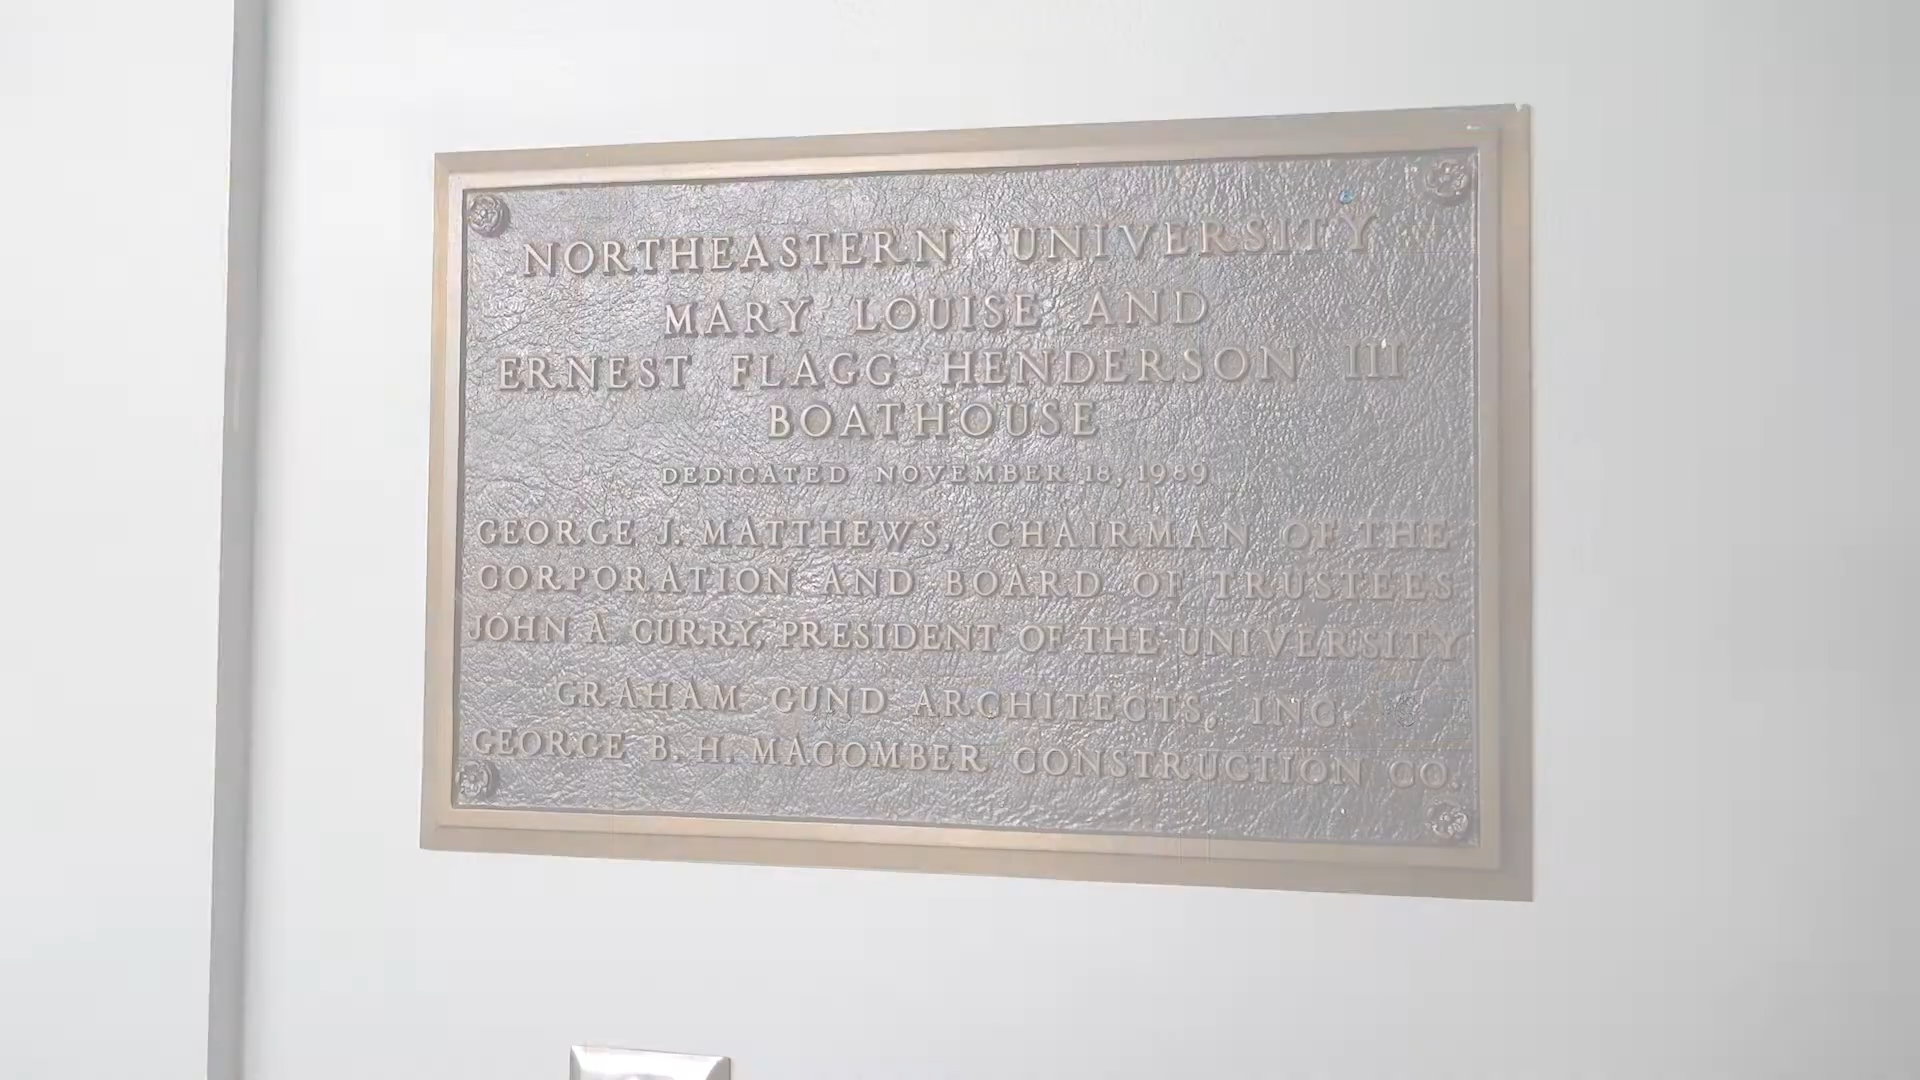 NORTHEASTERN UNIVERSITY
MARY LOUISE AND
ERNEST FLAGG HENDERSON III
BOATHOUSE
DEDICATED NOVEMBER 18, 1989
GEORGE J. MATTHEWS, CHAIRMAN OF THE
CORPORATION AND BOARD OF TRUSTEES
JOHN A. CURRY, PRESIDENT OF THE UNIVERSITY
GRAHAM GUND ARCHITECTS, INC.
GEORGE B. H. MACOMBER CONSTRUCTION CO.